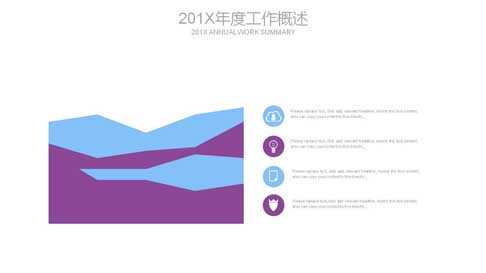 201X年度工作概述
201X ANNUAL WORK SUMMARY
Please replace text, click add relevant headline, modify the text content,
also can copy your content to this directly.
Please replace text, click add relevant headline, modify the text content,
also can copy your content to this directly.
Please replace text, click add relevant headline, modify the text content,
also can copy your content to this directly.
Please replace text, click add relevant headline, modify the text content,
also can copy your content to this directly.